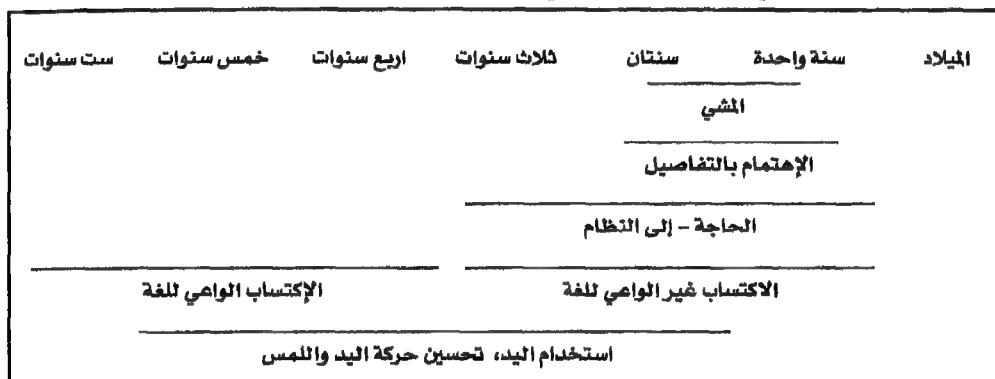 الميلاد سنة واحدة سنتان ثلاث سنوات اربع سنوات خمس سنوات ست سنوات
المشي
الإهتمام بالتفاصيل
الحاجة – إلى النظام
الاكتساب غير الواعي للغة الإكتساب الواعي للغة
استخدام اليد، تحسين حركة اليد واللمس